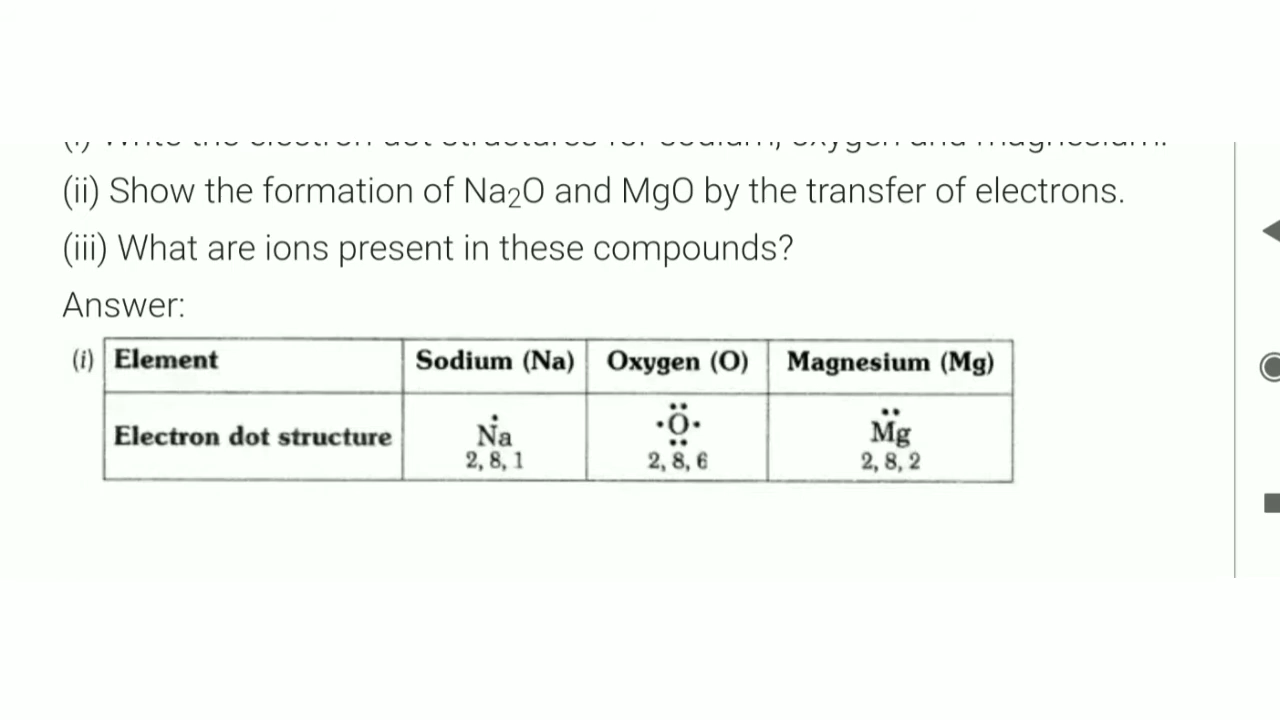 (ii) Show the formation of Na₂O and MgO by the transfer of electrons.
(iii) What are ions present in these compounds?
Answer:
(i) Element Sodium (Na) Oxygen (O) Magnesium (Mg)
Electron dot structure Na O Mg
2, 8, 1 2, 8, 6 2, 8, 2